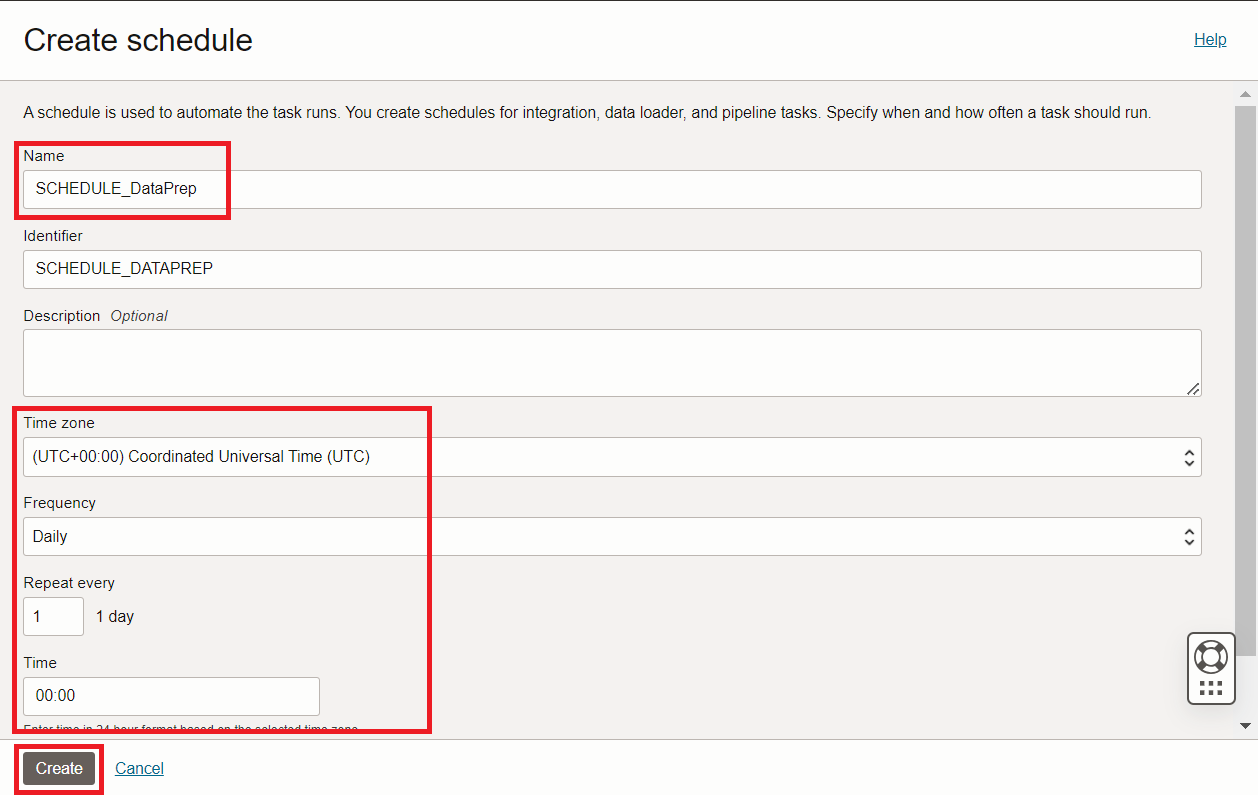 Create schedule
Help
A schedule is used to automate the task runs. You create schedules for integration, data loader, and pipeline tasks. Specify when and how often a task should run.
Name
SCHEDULE_DataPrep
Identifier
SCHEDULE_DATAPREP
Description Optional
Time zone
(UTC+00:00) Coordinated Universal Time (UTC)
Frequency
Daily
Repeat every
1 1 day
Time
00:00
Enter time in 24 hour format based on the selected time zone
Create Cancel